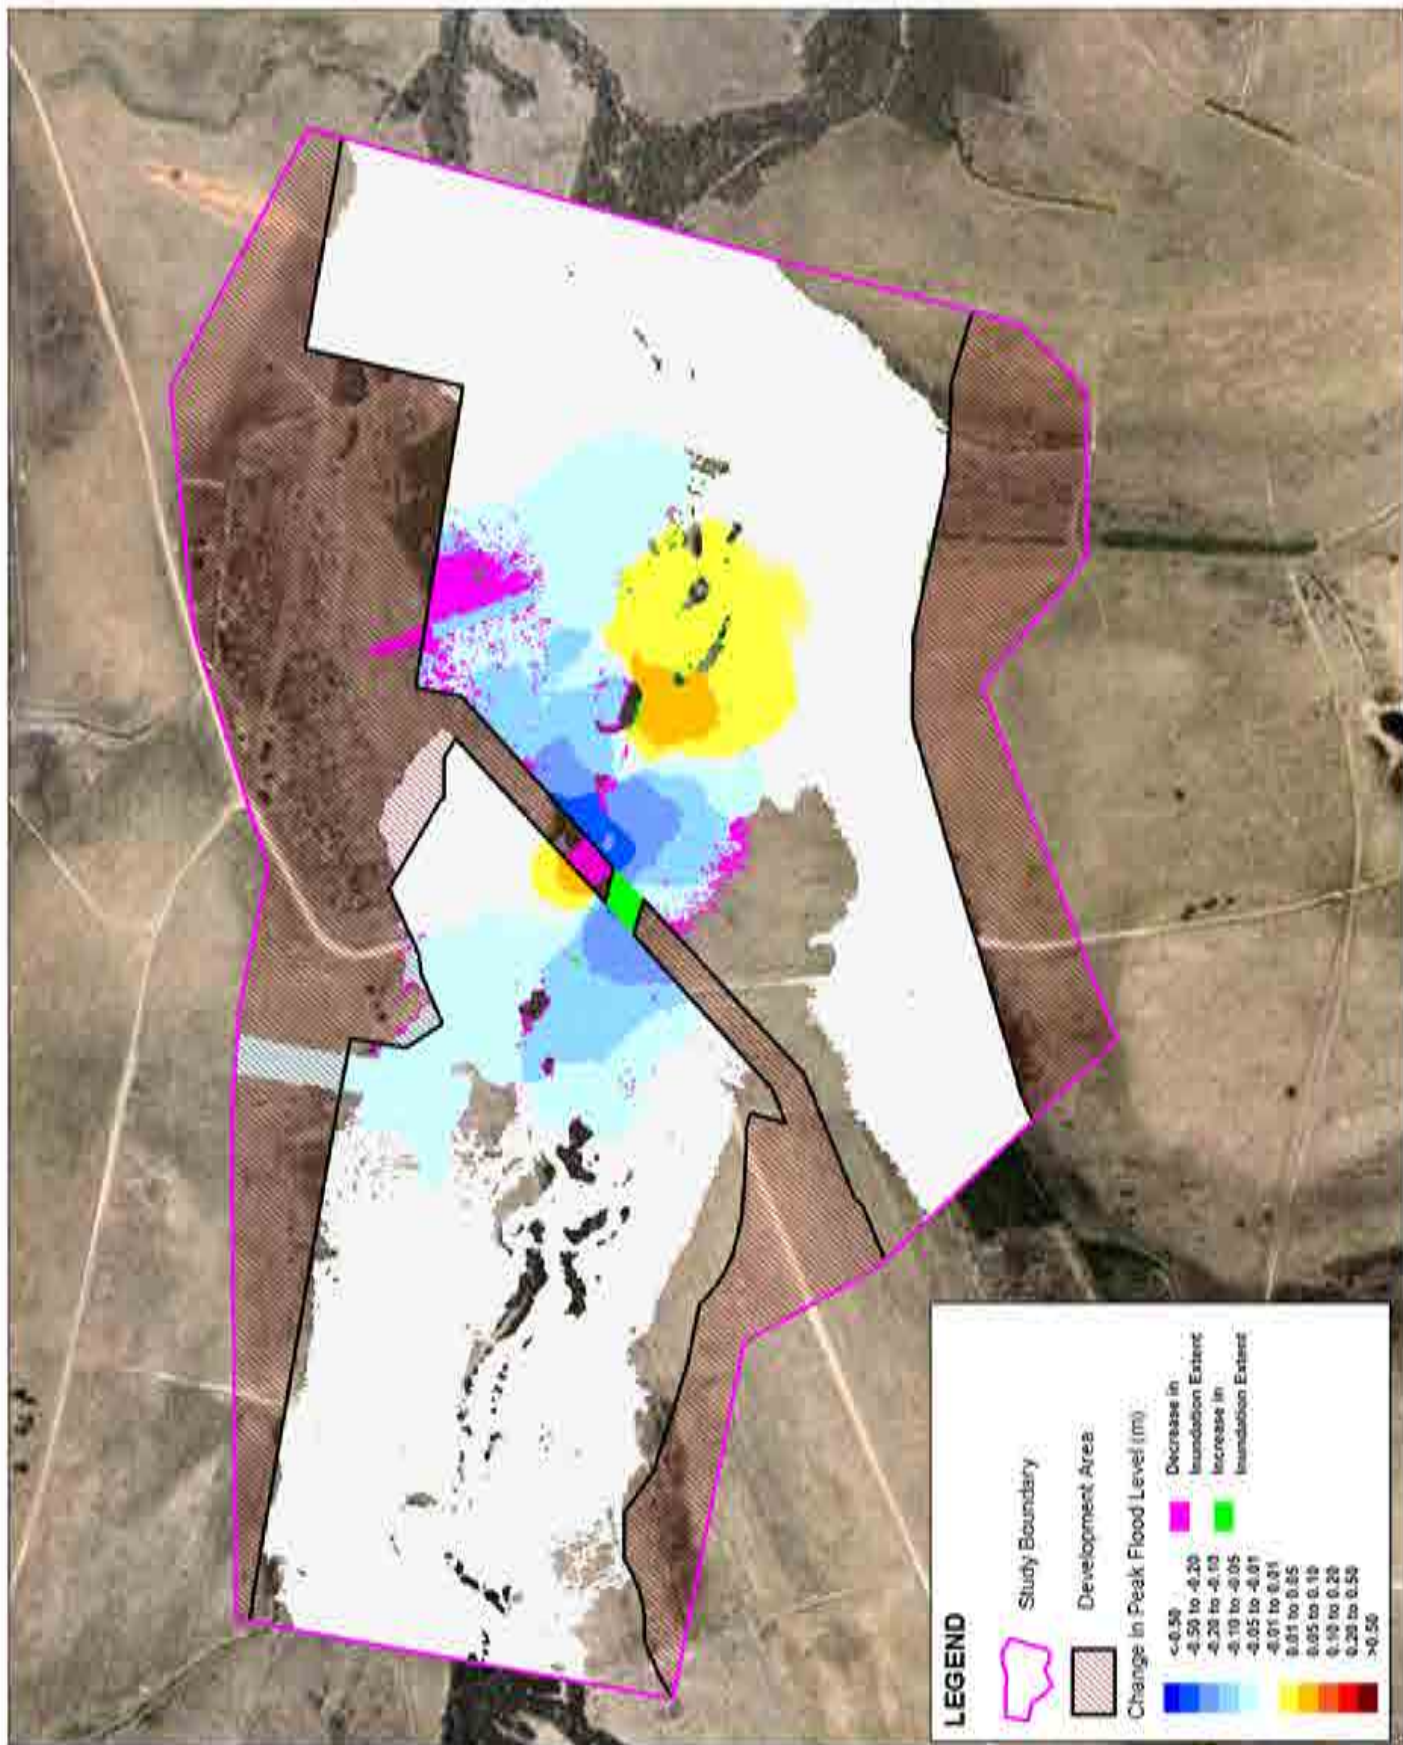 LEGEND
Study Boundary
Development Area
Change in Peak Flood Level (m)
<-0.50
-0.50 to -0.20
-0.20 to -0.10
-0.10 to -0.05
-0.05 to -0.01
-0.01 to 0.01
0.01 to 0.05
0.05 to 0.10
0.10 to 0.20
0.20 to 0.50
>0.50
Decrease in
Inundation Extent
Increase in
Inundation Extent